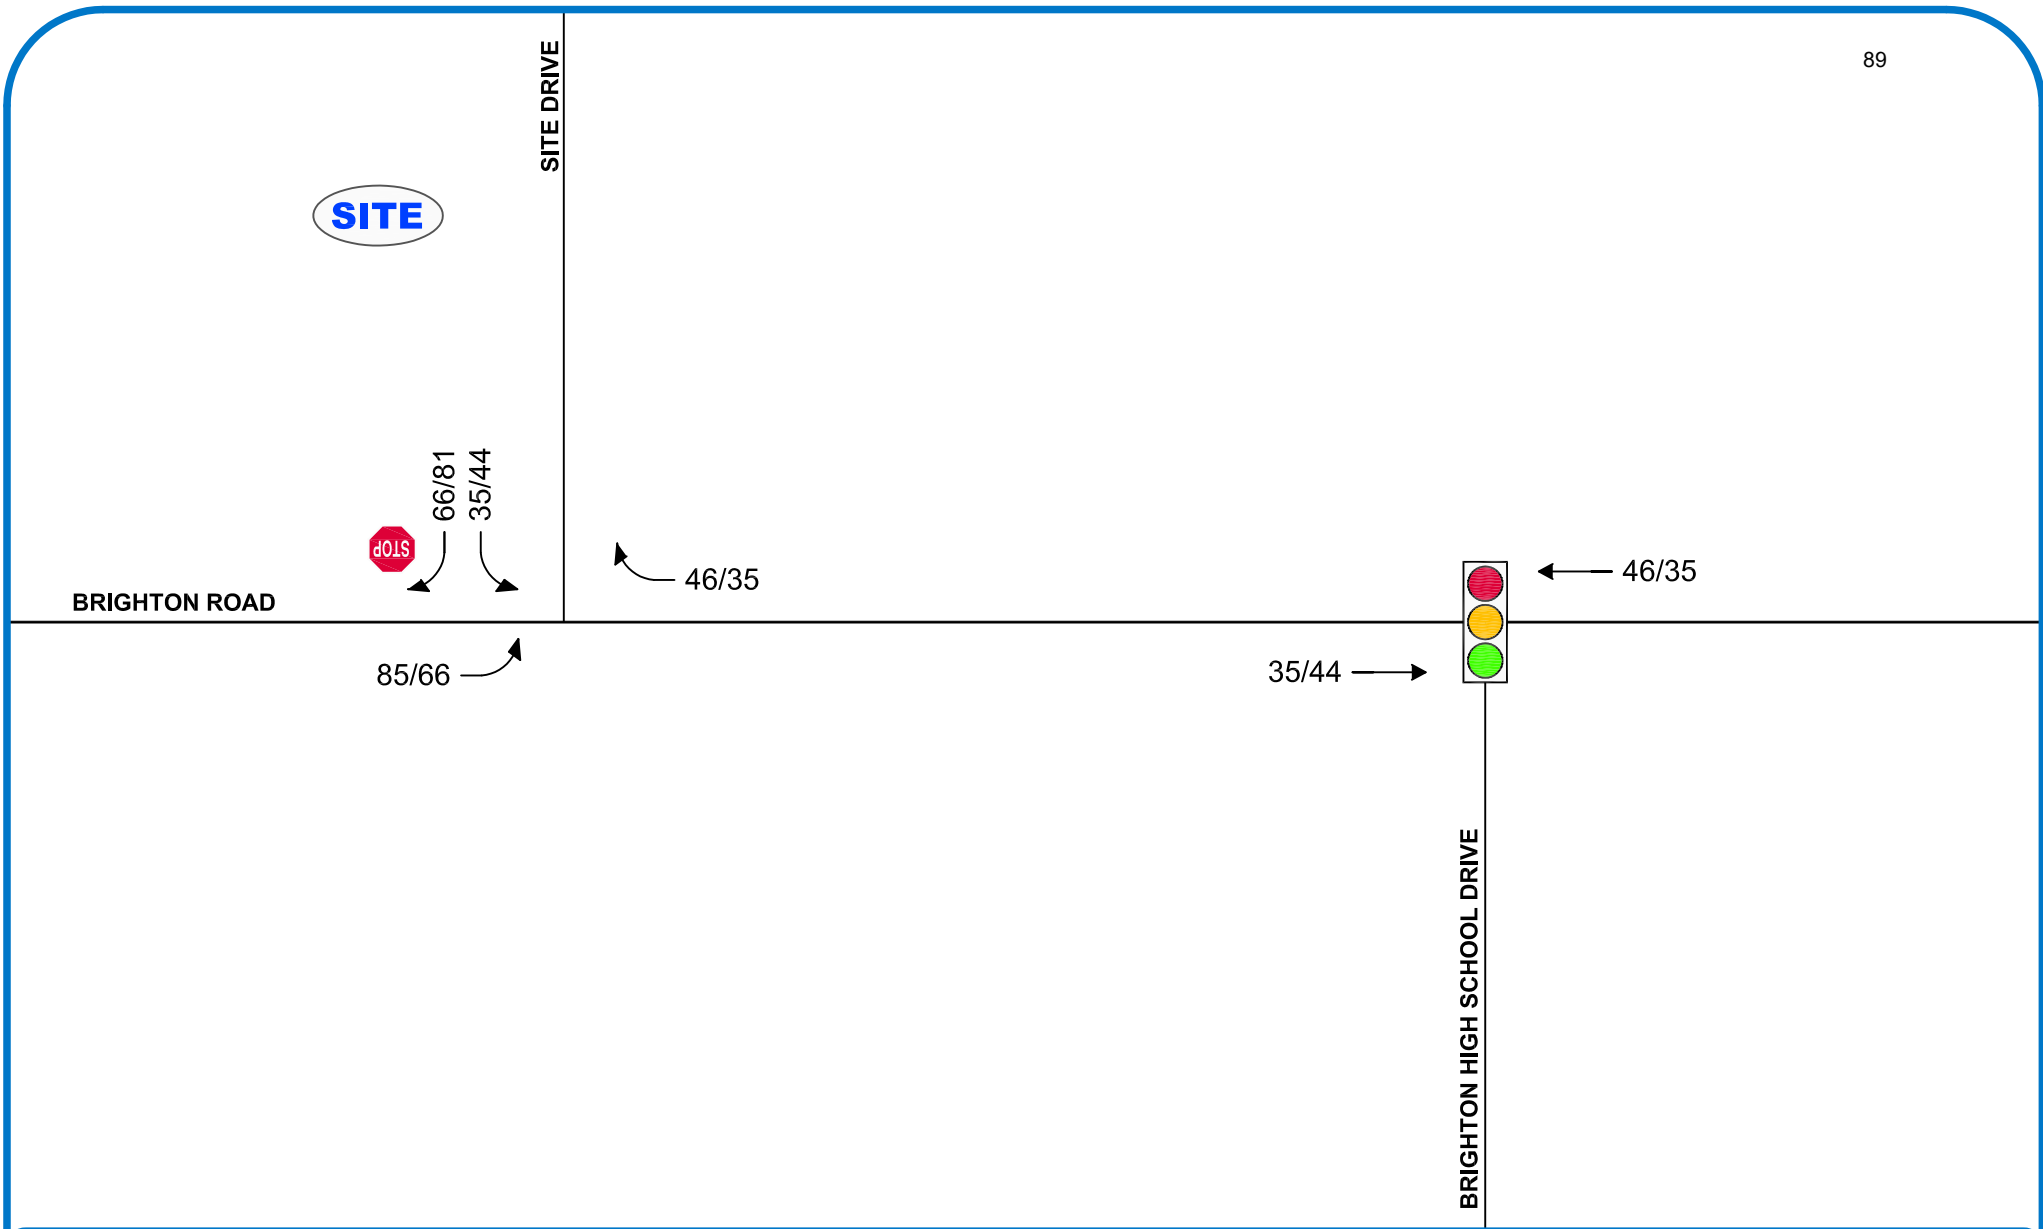 SITE DRIVE
89
SITE
66/81
35/44
STOP
46/35
46/35
BRIGHTON ROAD
85/66
35/44
BRIGHTON HIGH SCHOOL DRIVE